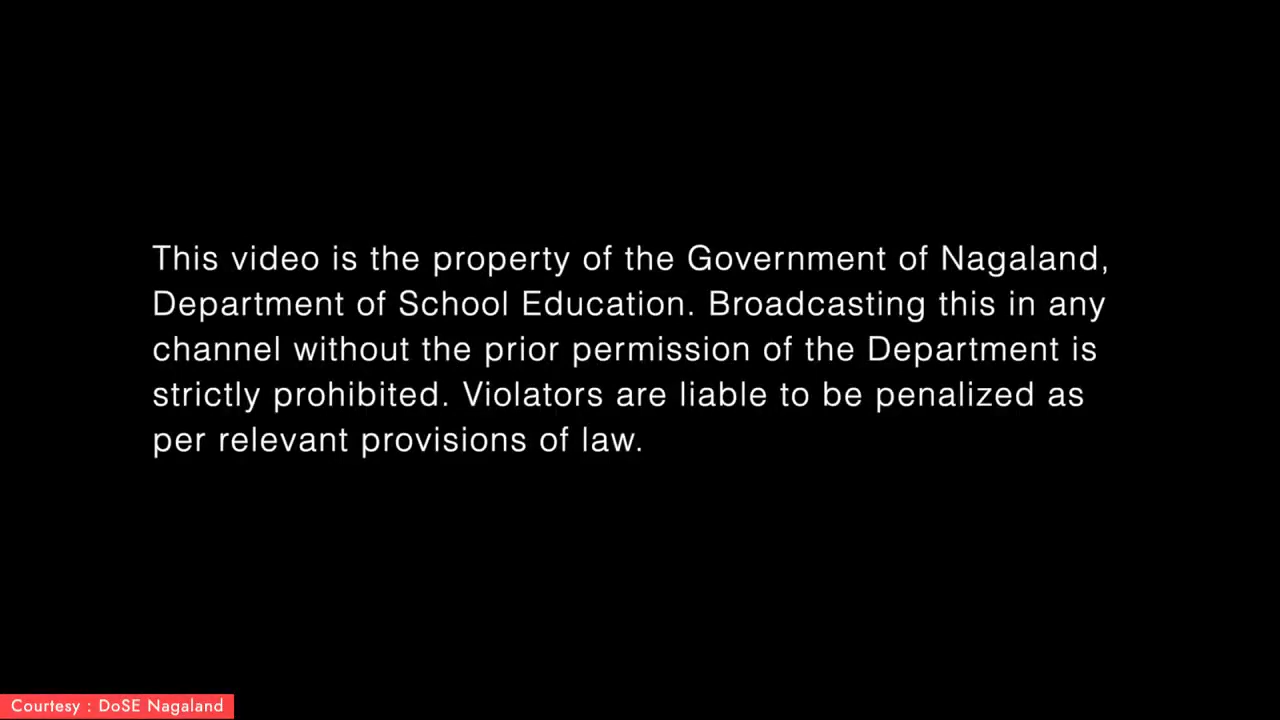 This video is the property of the Government of Nagaland,
Department of School Education. Broadcasting this in any
channel without the prior permission of the Department is
strictly prohibited. Violators are liable to be penalized as
per relevant provisions of law.
Courtesy : DoSE Nagaland